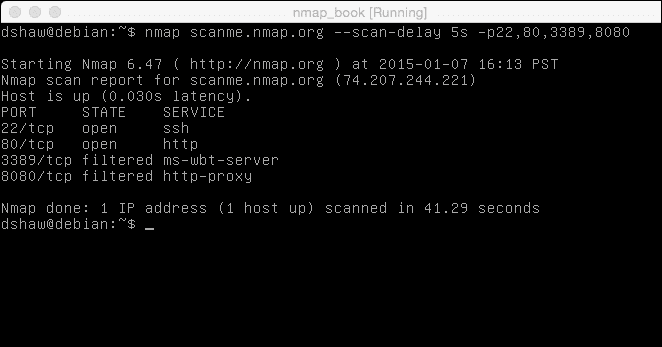 nmap_book [Running]
dshaw@debian:~$ nmap scanme.nmap.org --scan-delay 5s -p22,80,3389,8080
Starting Nmap 6.47 ( http://nmap.org ) at 2015-01-07 16:13 PST
Nmap scan report for scanme.nmap.org (74.207.244.221)
Host is up (0.030s latency).
PORT     STATE    SERVICE
22/tcp   open     ssh
80/tcp   open     http
3389/tcp filtered ms-wbt-server
8080/tcp filtered http-proxy
Nmap done: 1 IP address (1 host up) scanned in 41.29 seconds
dshaw@debian:~$ _